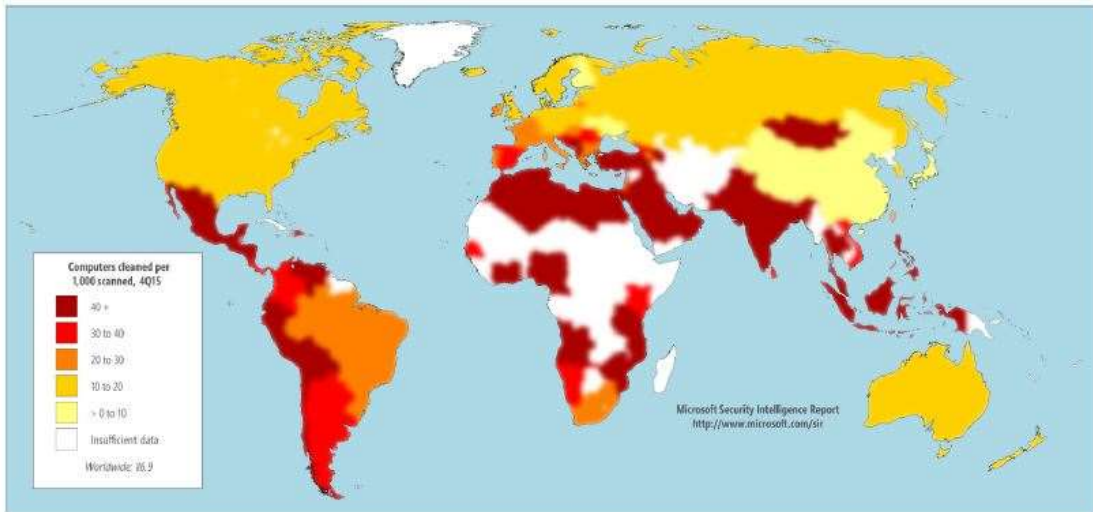 Computers cleaned per
1,000 scanned, 4Q15
40 +
30 to 40
20 to 30
10 to 20
> 0 to 10
Insufficient data
Worldwide: 16.9
Microsoft Security Intelligence Report
http://www.microsoft.com/sir